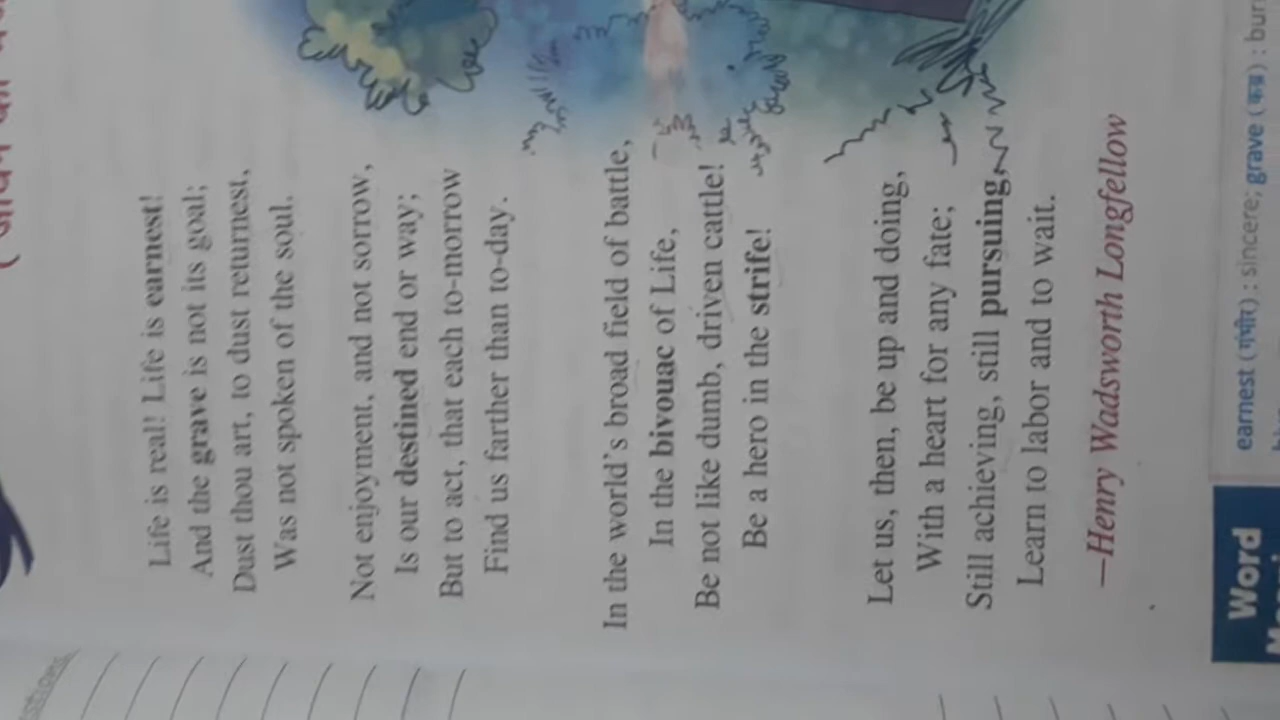 Life is real! Life is earnest!
And the grave is not its goal;
Dust thou art, to dust returnest,
Was not spoken of the soul.
Not enjoyment, and not sorrow,
Is our destined end or way;
But to act, that each to-morrow
Find us farther than to-day.
In the world's broad field of battle,
In the bivouac of Life,
Be not like dumb, driven cattle!
Be a hero in the strife!
Let us, then, be up and doing,
With a heart for any fate;
Still achieving, still pursuing,
Learn to labor and to wait.
—Henry Wadsworth Longfellow
Word
earnest (गंभीर) : sincere; grave (कब्र) :